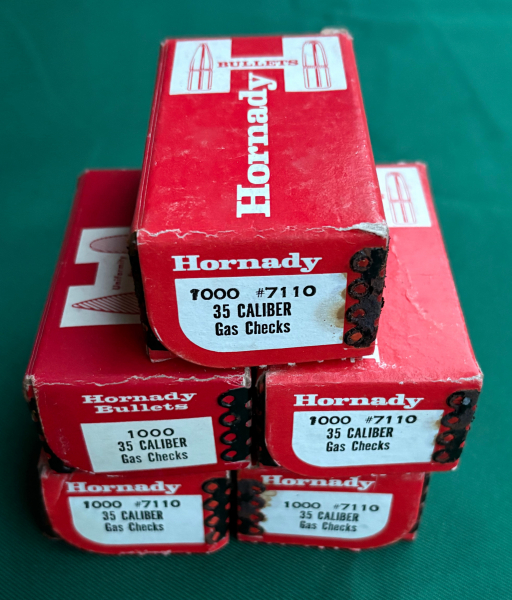 BULLETS
Hornady
Hornady
1000 #7110
35 CALIBER
Gas Checks
Uniformity
Hornady
Bullets
1000
35 CALIBER
Gas Checks
Hornady
1000 #7110
35 CALIBER
Gas Checks
Hornady
1000 #7110
35 CALIBER
Gas Checks
Hornady
1000 #7110
35 CALIBER
Gas Checks